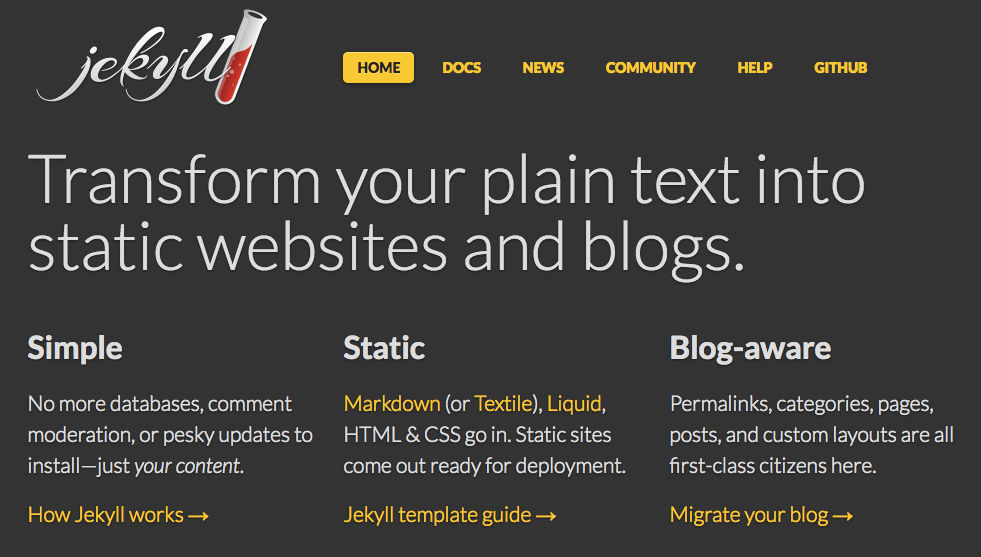 jekyll
HOME DOCS NEWS COMMUNITY HELP GITHUB
Transform your plain text into
static websites and blogs.
Simple
No more databases, comment
moderation, or pesky updates to
install—just your content.
How Jekyll works →
Static
Markdown (or Textile), Liquid,
HTML & CSS go in. Static sites
come out ready for deployment.
Jekyll template guide →
Blog-aware
Permalinks, categories, pages,
posts, and custom layouts are all
first-class citizens here.
Migrate your blog →